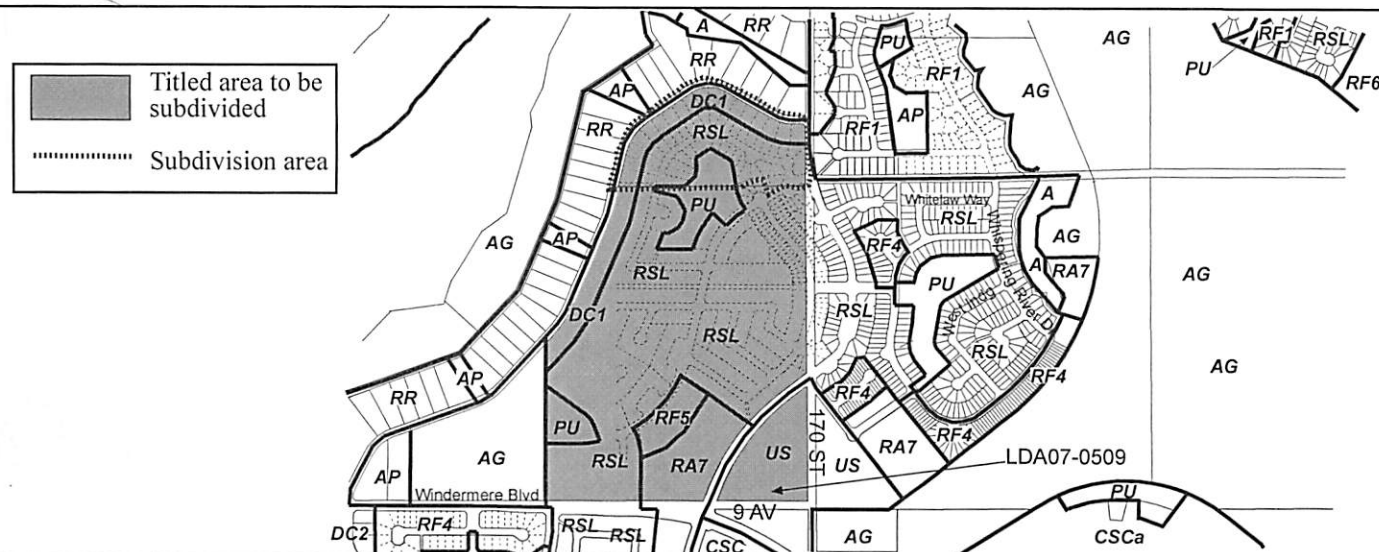 Titled area to be
subdivided
Subdivision area
A
RR
RR
AP
RR
DC1
RSL
PU
RF1
AP
RF1
AG
AG
PU
RF1
RSL
RF6
PU
Whitelaw Way
RSL
RF4
Whispering River Dr
A
AG
A
RA7
AG
AG
AP
RSL
DC1
RSL
RSL
PU
West Indg
RSL
RF4
AG
AP
RR
RF4
RF5
PU
RSL
RA7
US
170 ST
US
RA7
RF4
LDA07-0509
AP
AG
Windermere Blvd
9 AV
PU
DC2
RF4
RSL
RSL
CSC
AG
CSCa